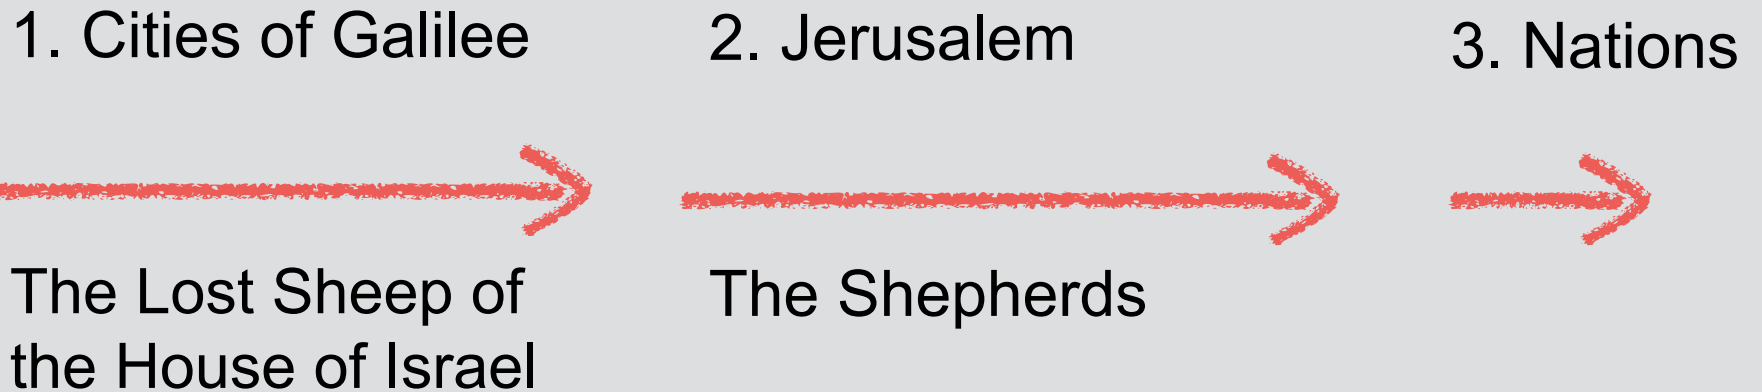 1. Cities of Galilee
2. Jerusalem
3. Nations
The Lost Sheep of
the House of Israel
The Shepherds